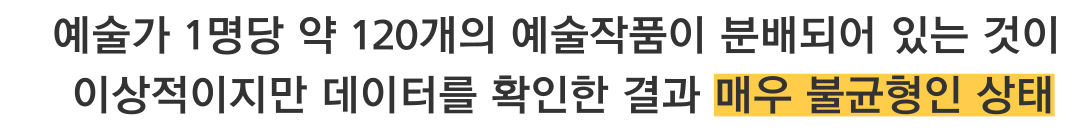 예술가 1명당 약 120개의 예술작품이 분배되어 있는 것이
이상적이지만 데이터를 확인한 결과 매우 불균형인 상태